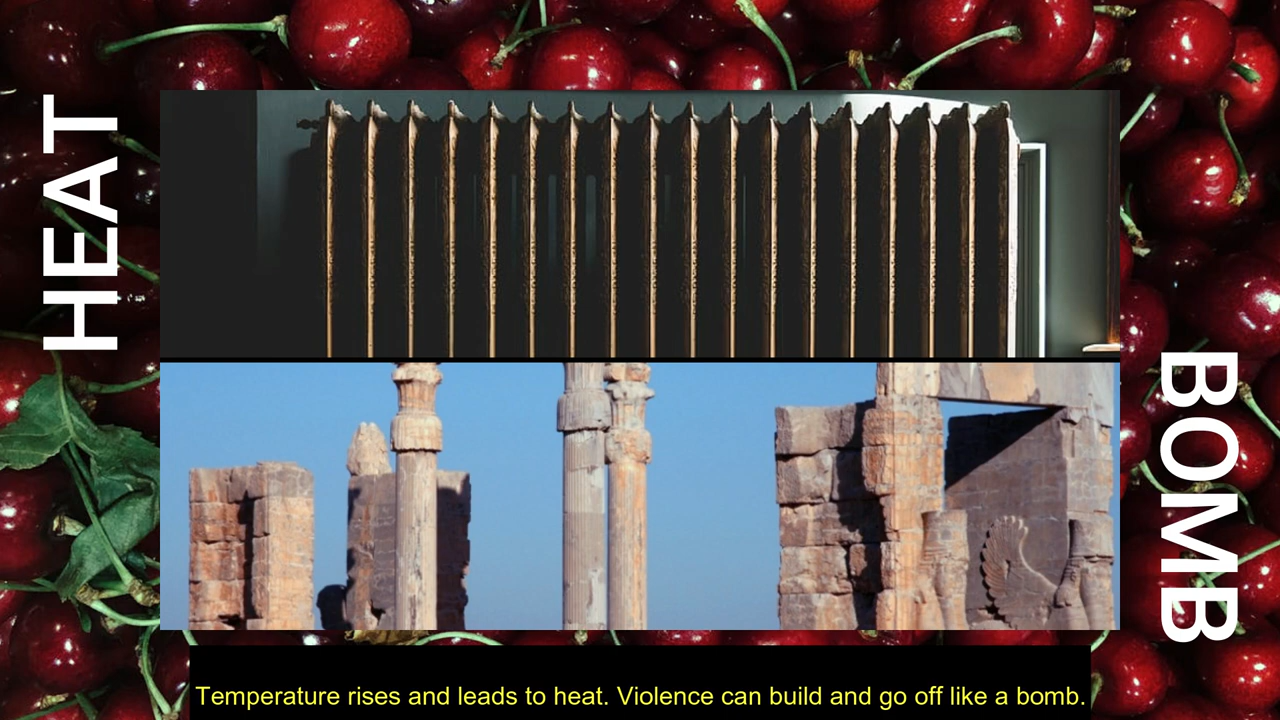 HEAT
BOMB
Temperature rises and leads to heat. Violence can build and go off like a bomb.